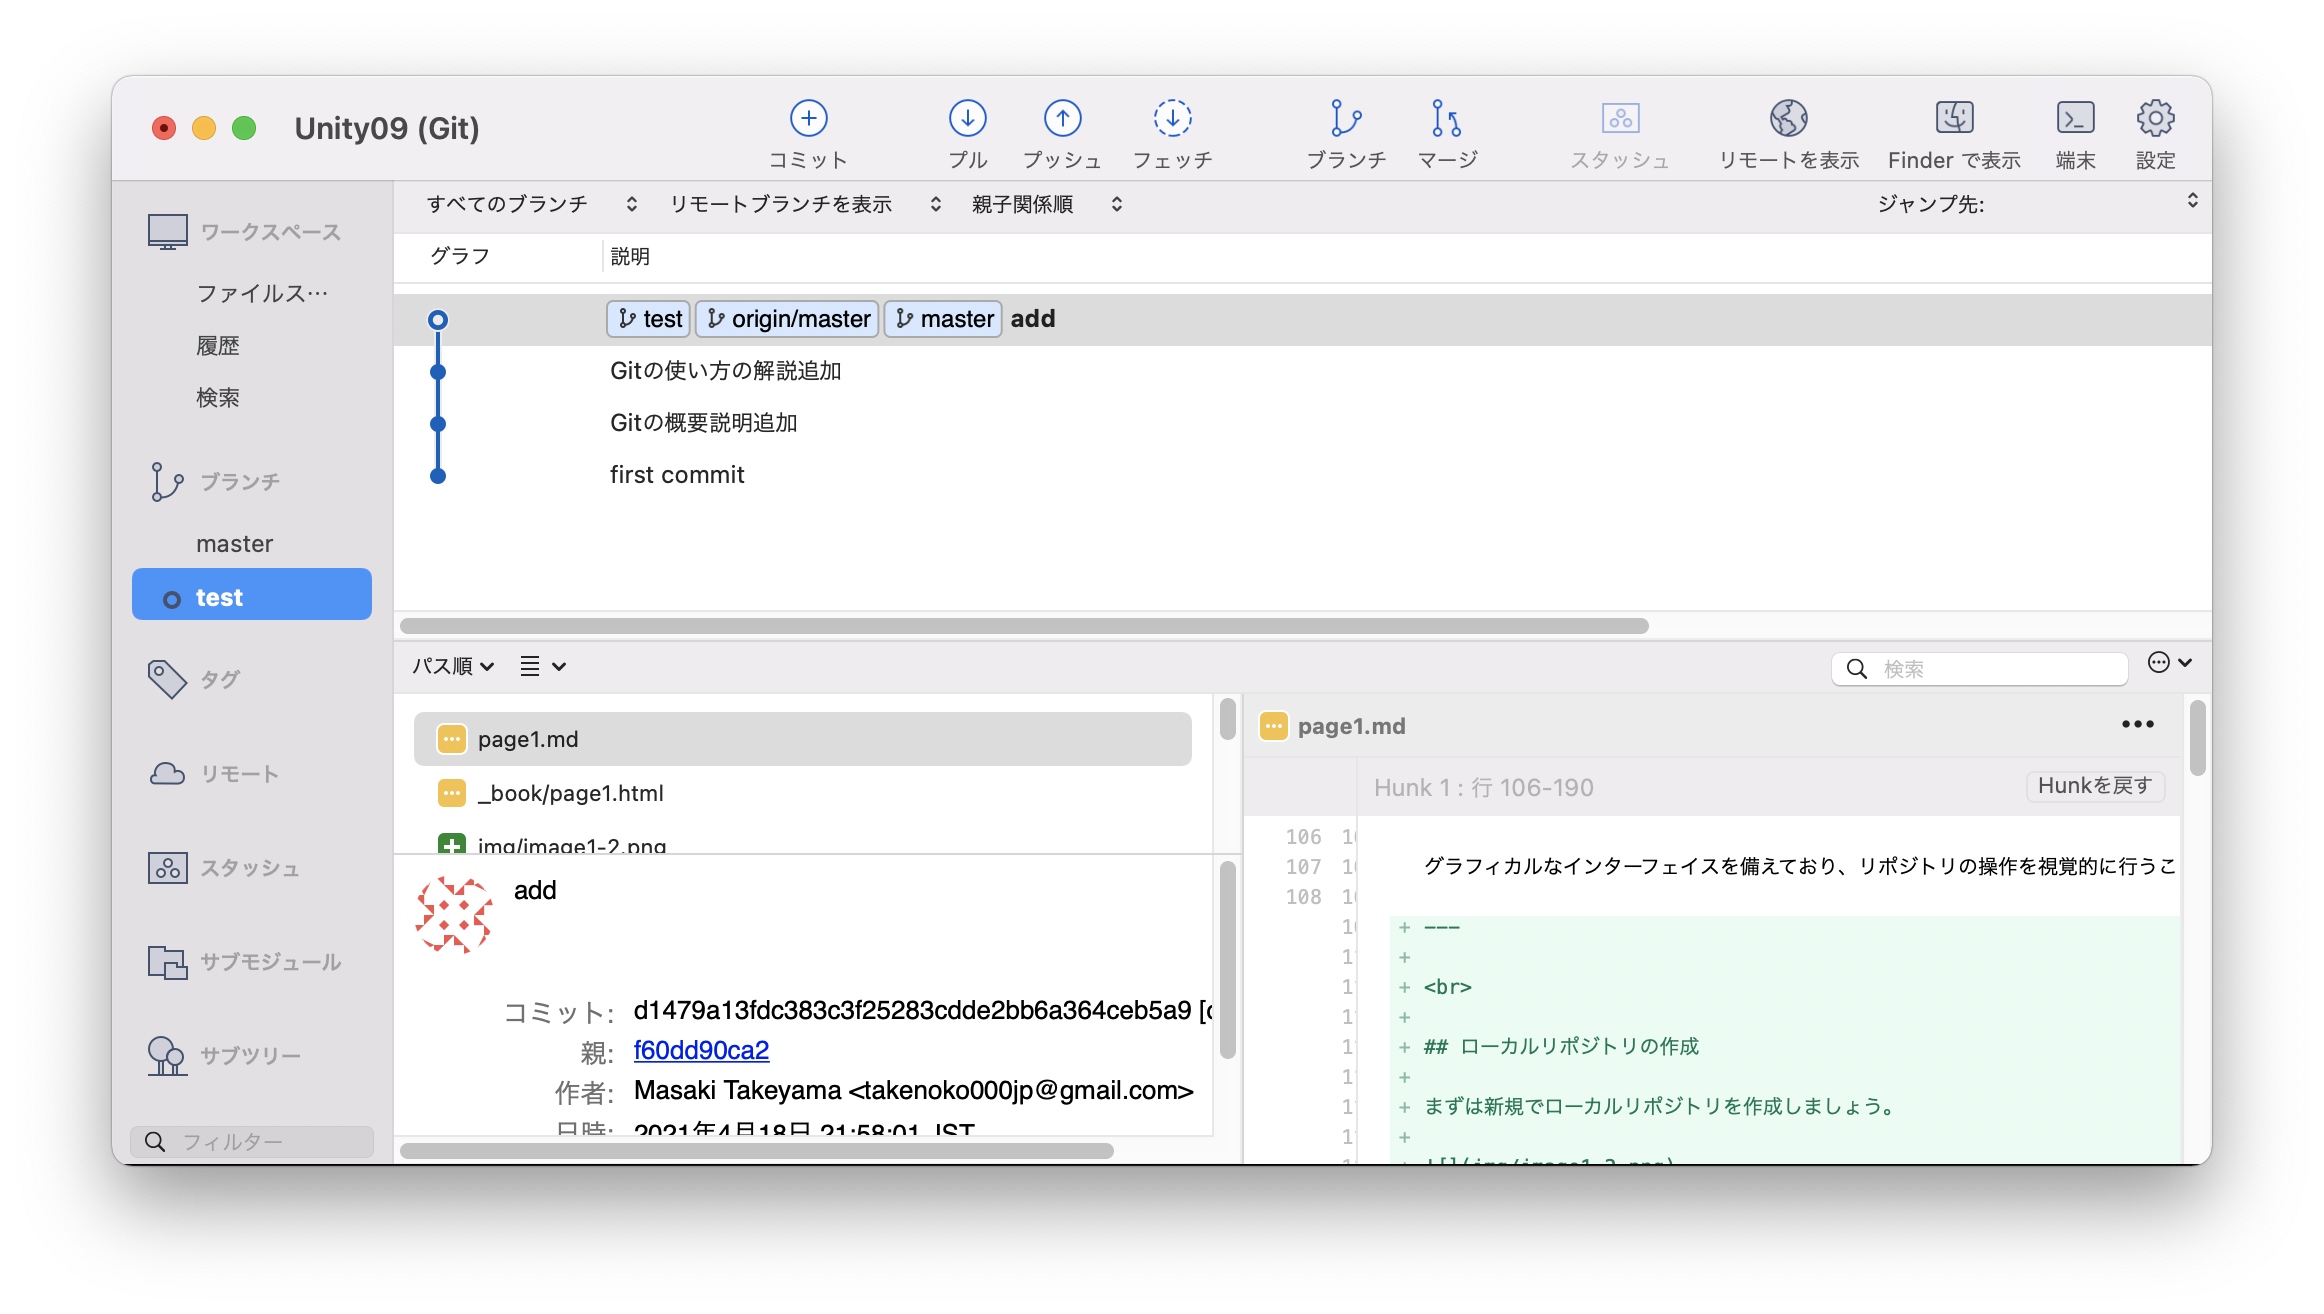 Unity09 (Git)
コミット
プル
プッシュ
フェッチ
ブランチ
マージ
スタッシュ
リモートを表示
Finder で表示
端末
設定
ワークスペース
ファイルス…
履歴
検索
ブランチ
master
test
タグ
リモート
スタッシュ
サブモジュール
サブツリー
フィルター
すべてのブランチ
リモートブランチを表示
親子関係順
ジャンプ先:
グラフ
説明
test origin/master master add
Gitの使い方の解説追加
Gitの概要説明追加
first commit
パス順
検索
page1.md
_book/page1.html
img/image1-2.png
add
コミット: d1479a13fdc383c3f25283cdde2bb6a364ceb5a9 [
親: f60dd90ca2
作者: Masaki Takeyama <takenoko000jp@gmail.com>
日時: 2021年4月18日 21:58:01 JST
page1.md
Hunk 1 : 行 106-190
Hunkを戻す
106
107 グラフィカルなインターフェイスを備えており、リポジトリの操作を視覚的に行うこ
108
+ ---
+
+ <br>
+
+ ## ローカルリポジトリの作成
+
+ まずは新規でローカルリポジトリを作成しましょう。
+